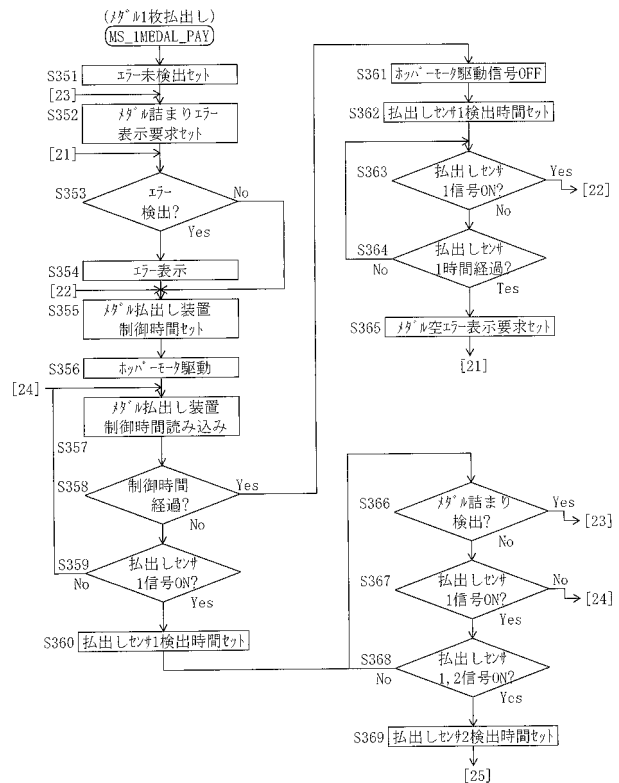 (ﾒﾀﾞﾙ1枚払出し)
MS_1MEDAL_PAY
S351 ｴﾗｰ未検出セット
[23]
S352 ﾒﾀﾞﾙ詰まりエラー
表示要求セット
[21]
S353 ｴﾗｰ
検出?
No
Yes
S354 ｴﾗｰ表示
[22]
S355 ﾒﾀﾞﾙ払出し装置
制御時間セット
S356 ﾎｯﾊﾟｰﾓｰﾀ駆動
[24]
ﾒﾀﾞﾙ払出し装置
制御時間読み込み
S357
S358 制御時間
経過?
Yes
No
S359 払出しｾﾝｻ
1信号ON?
No
Yes
S360 払出しｾﾝｻ1検出時間セット
S361 ﾎｯﾊﾟｰﾓｰﾀ駆動信号OFF
S362 払出しｾﾝｻ1検出時間セット
S363 払出しｾﾝｻ
1信号ON?
Yes
[22]
No
S364 払出しｾﾝｻ
1時間経過?
No
Yes
S365 ﾒﾀﾞﾙ空エラー表示要求セット
[21]
S366 ﾒﾀﾞﾙ詰まり
検出?
Yes
[23]
No
S367 払出しｾﾝｻ
1信号ON?
No
[24]
Yes
S368 払出しｾﾝｻ
1,2信号ON?
No
Yes
S369 払出しｾﾝｻ2検出時間セット
[25]